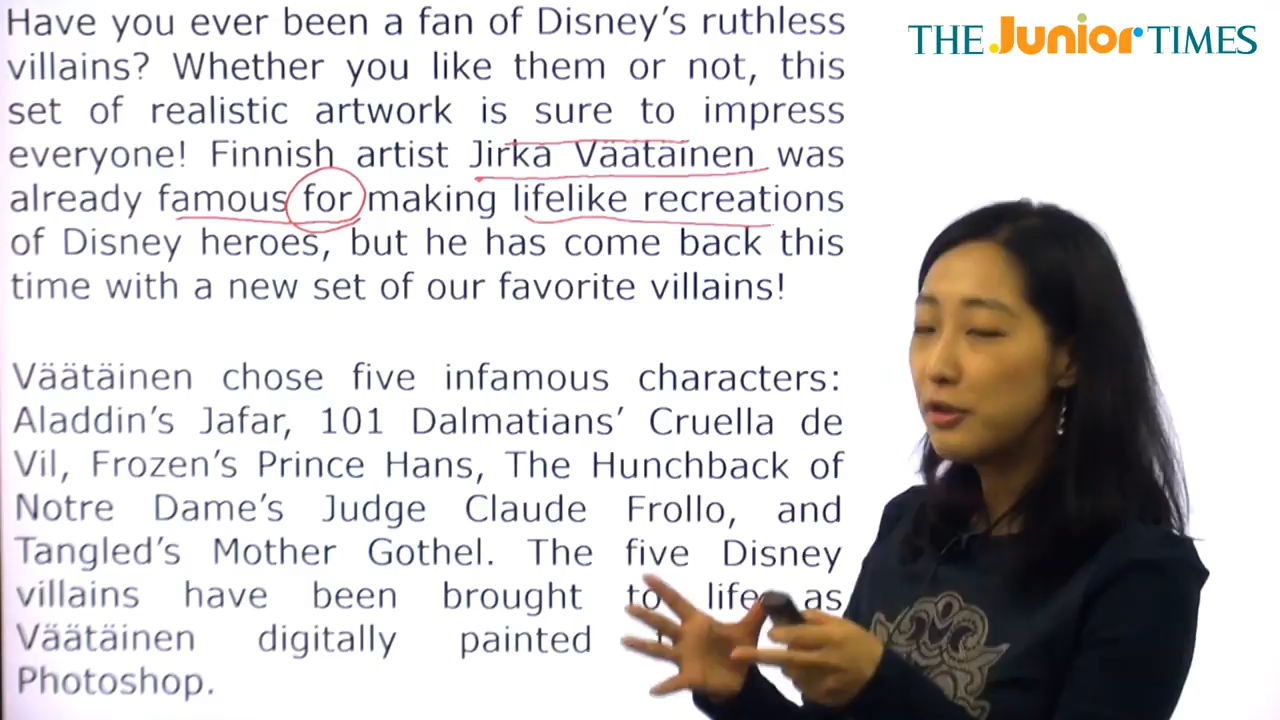 Have you ever been a fan of Disney's ruthless
villains? Whether you like them or not, this
set of realistic artwork is sure to impress
everyone! Finnish artist Jirka Väätäinen was
already famous for making lifelike recreations
of Disney heroes, but he has come back this
time with a new set of our favorite villains!
Väätäinen chose five infamous characters:
Aladdin's Jafar, 101 Dalmatians' Cruella de
Vil, Frozen's Prince Hans, The Hunchback of
Notre Dame's Judge Claude Frollo, and
Tangled's Mother Gothel. The five Disney
villains have been brought to life as
Väätäinen digitally painted
Photoshop.
THE Junior TIMES